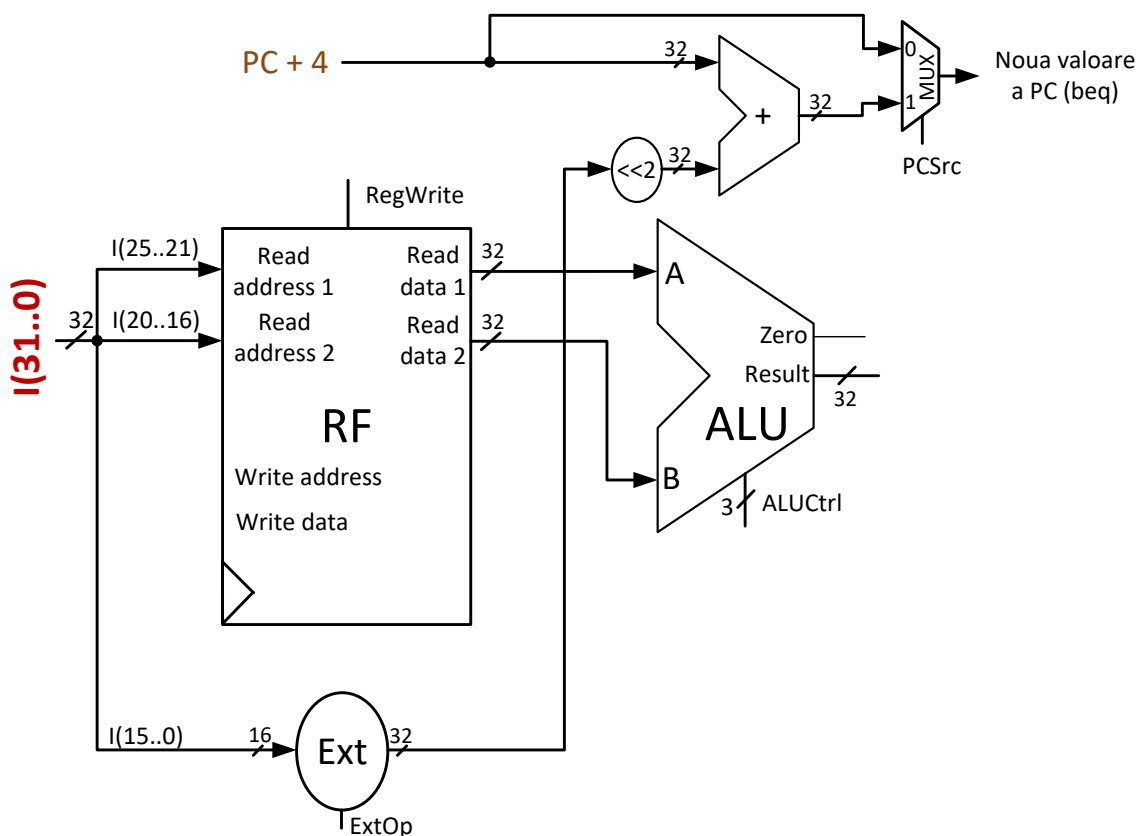 PC + 4
32
32
32
<<2
+
0
1
MUX
PCSrc
Noua valoare
a PC (beq)
RegWrite
I(31..0)
32
I(25..21)
I(20..16)
Read
address 1
Read
address 2
Read
data 1
Read
data 2
32
32
RF
Write address
Write data
A
B
Zero
Result
32
ALU
3
ALUCtrl
I(15..0)
16
Ext
32
ExtOp